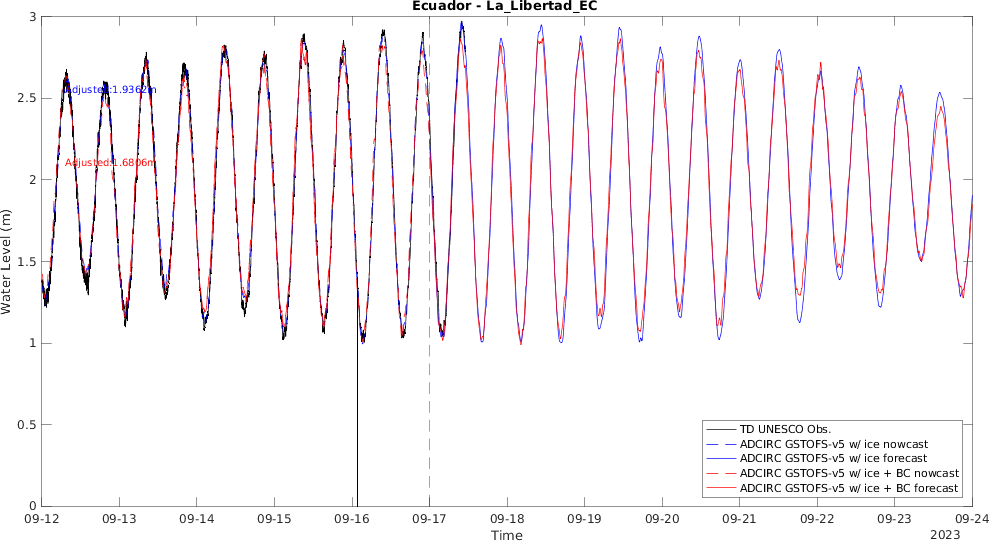 Ecuador - La_Libertad_EC
3
2.5
2
1.5
1
0.5
0
Water Level (m)
Adjusted:1.9362m
Adjusted:1.6806m
TD UNESCO Obs.
ADCIRC GSTOFS-v5 w/ ice nowcast
ADCIRC GSTOFS-v5 w/ ice forecast
ADCIRC GSTOFS-v5 w/ ice + BC nowcast
ADCIRC GSTOFS-v5 w/ ice + BC forecast
09-12 09-13 09-14 09-15 09-16 09-17 09-18 09-19 09-20 09-21 09-22 09-23 09-24
Time
2023